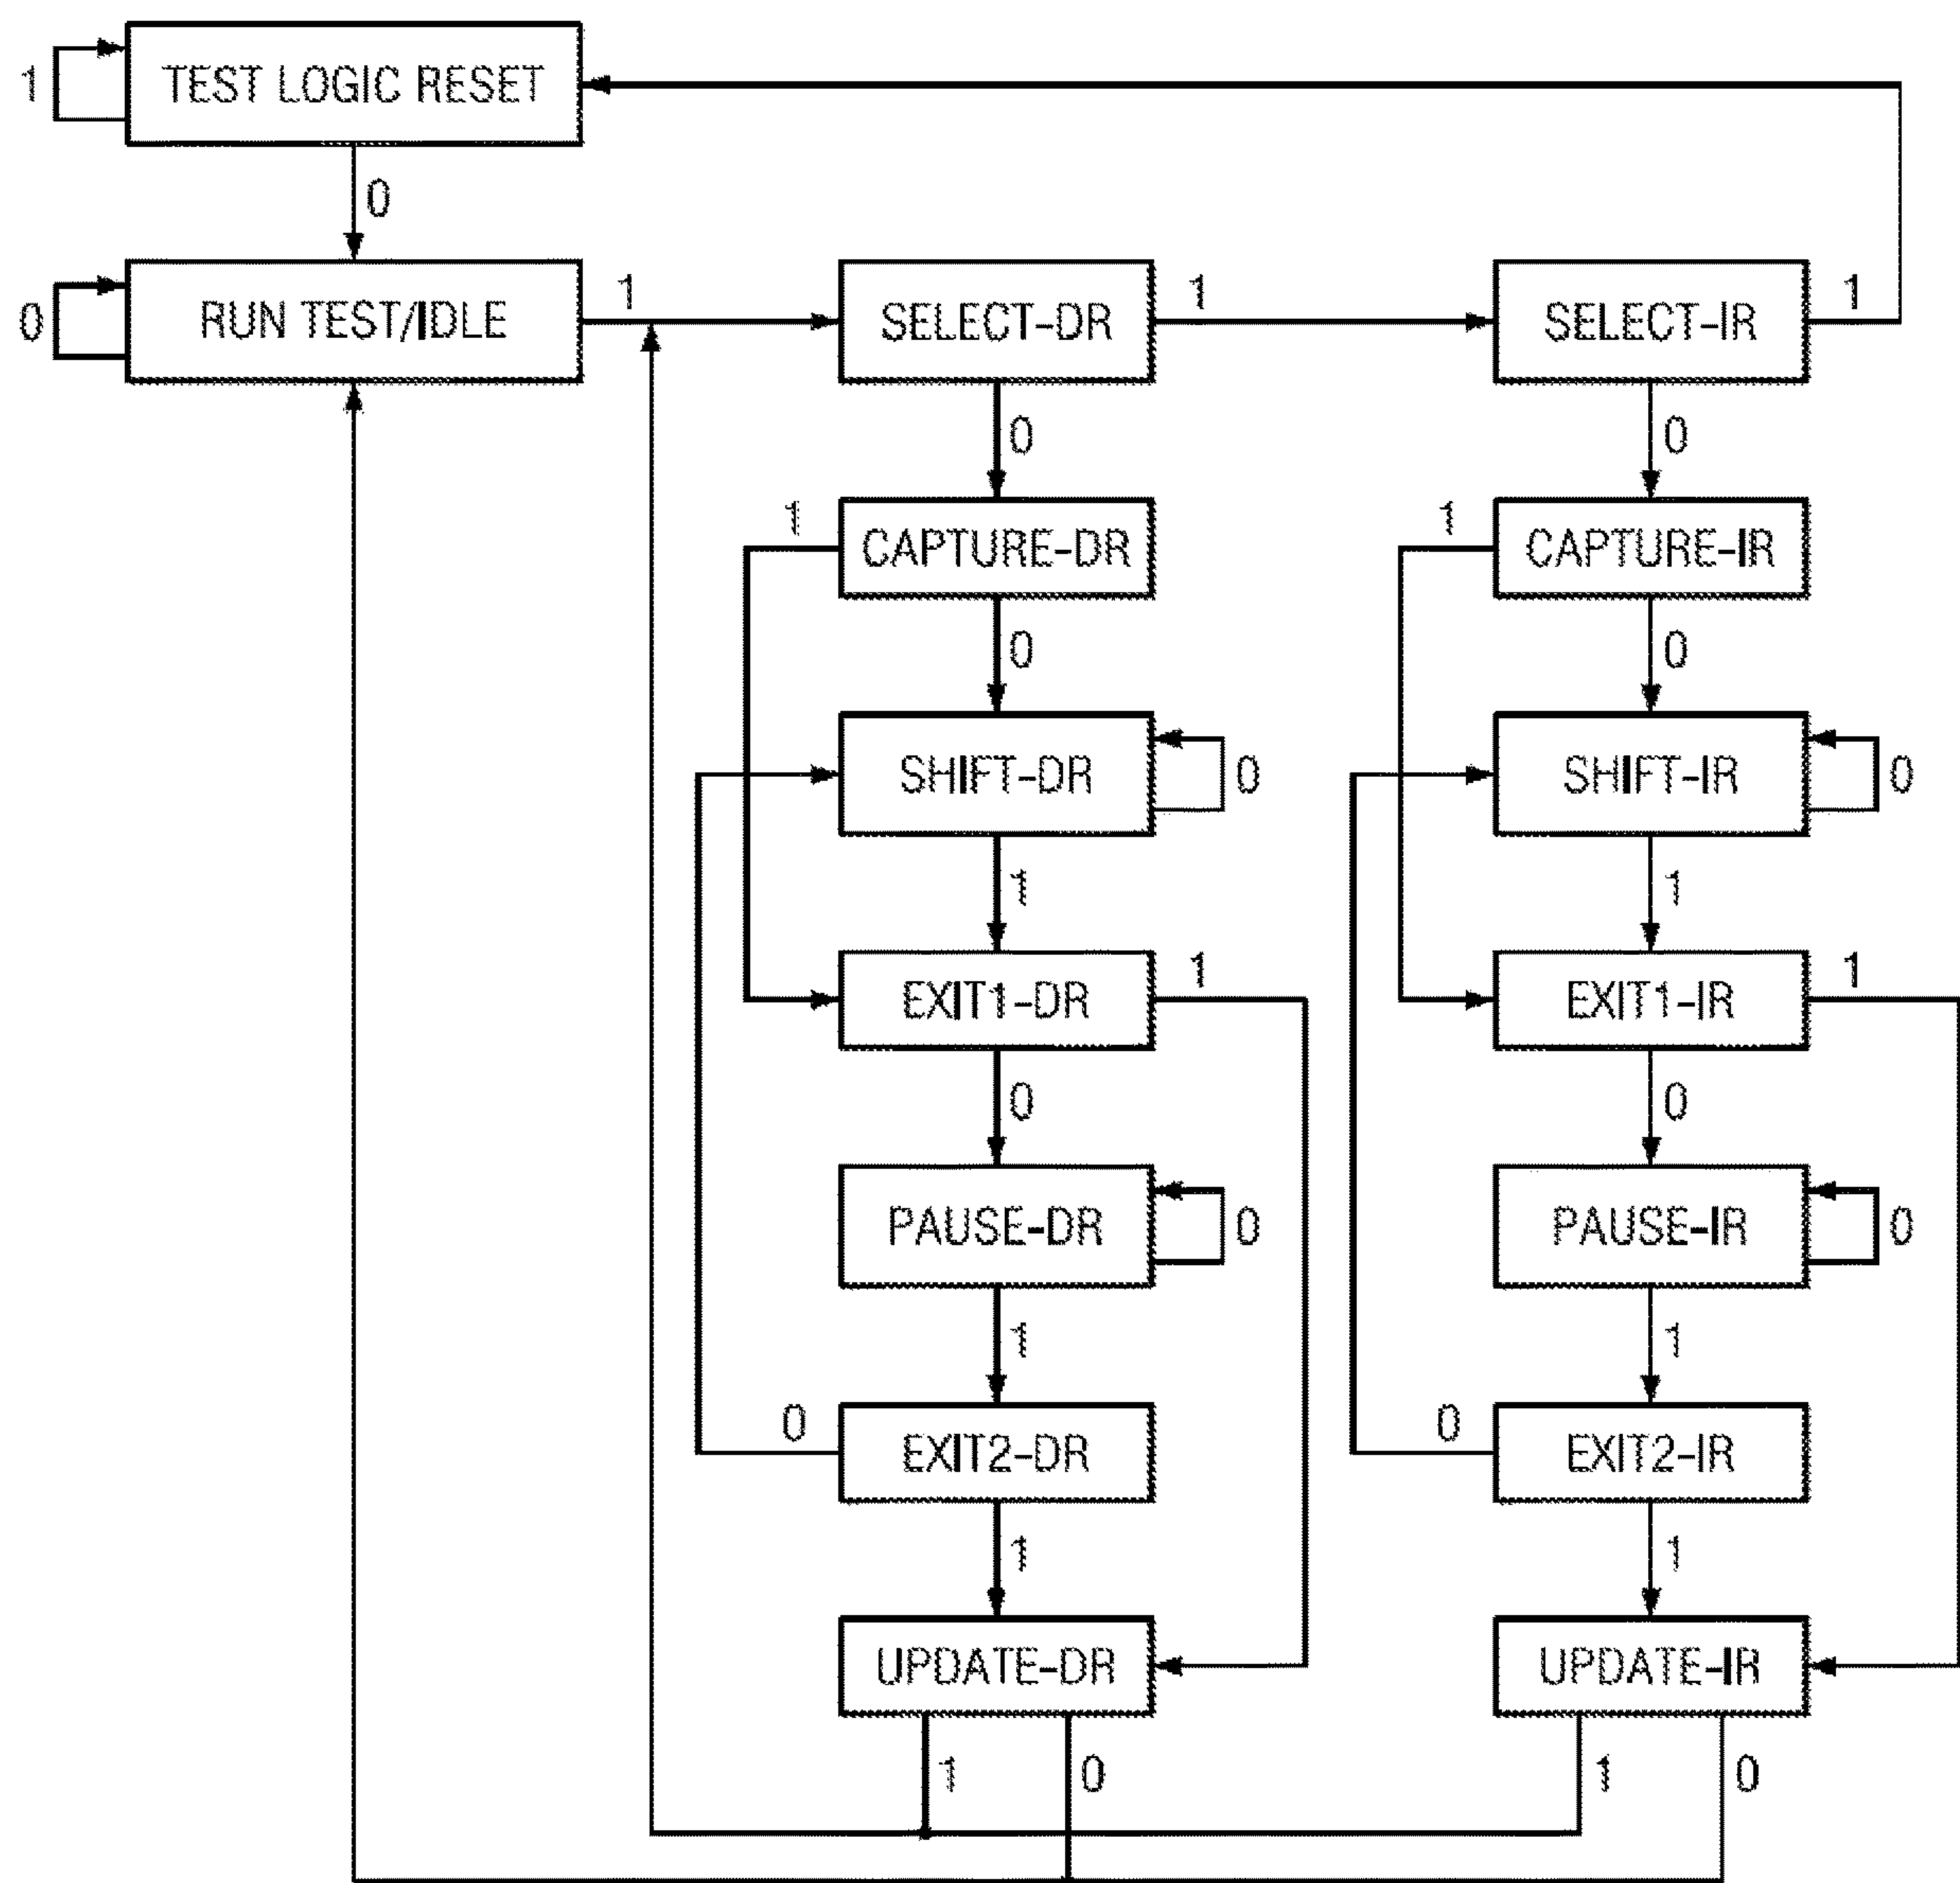 1
TEST LOGIC RESET
0
0
RUN TEST/IDLE
1
SELECT-DR
1
SELECT-IR
1
0
0
1
CAPTURE-DR
1
CAPTURE-IR
0
0
SHIFT-DR
0
SHIFT-IR
0
1
1
EXIT1-DR
1
EXIT1-IR
1
0
0
PAUSE-DR
0
PAUSE-IR
0
1
1
0
EXIT2-DR
0
EXIT2-IR
1
1
UPDATE-DR
UPDATE-IR
1
0
1
0